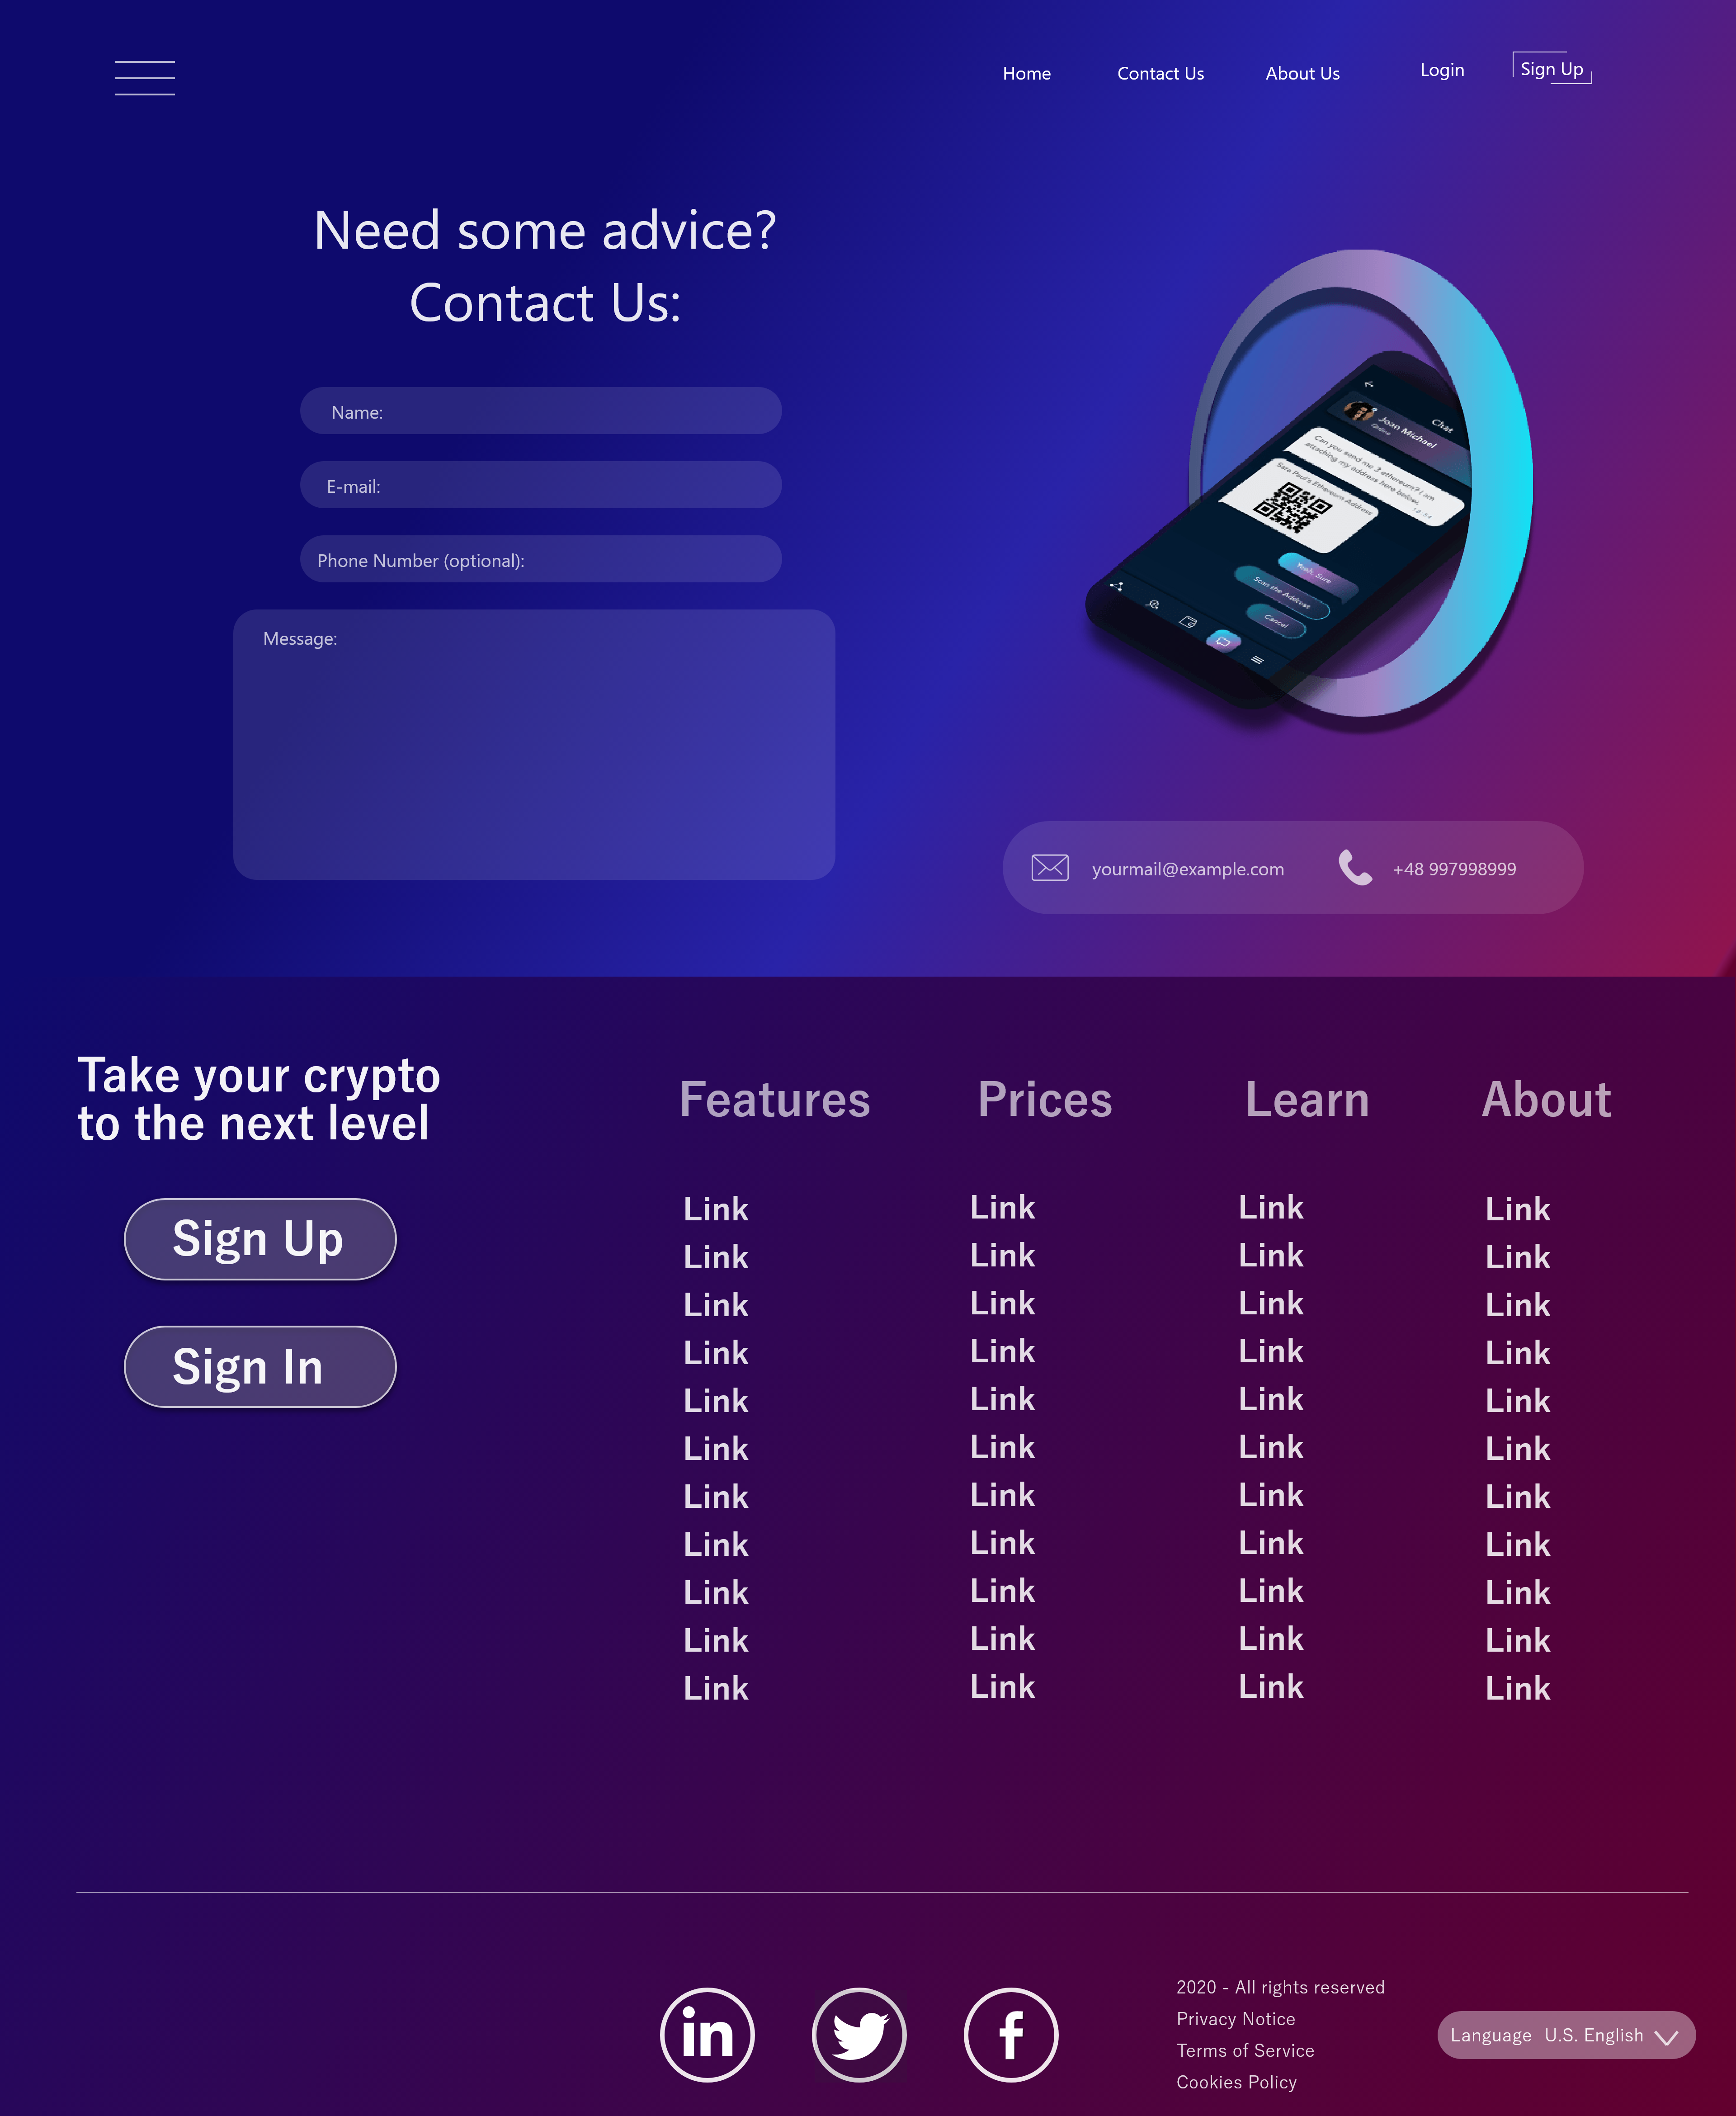 Home
Contact Us
About Us
Login
Sign Up
Need some advice?
Contact Us:
Name:
E-mail:
Phone Number (optional):
Message:
Chat
Joan Michael
Online
Can you send me 3 ethereum? I am
attaching my address here below,
Sara Paul's Ethereum Address
Yeah, Sure
Scan the Address
Cancel
yourmail@example.com
+48 997998999
Take your crypto
to the next level
Sign Up
Sign In
Features
Link
Link
Link
Link
Link
Link
Link
Link
Link
Link
Link
Prices
Link
Link
Link
Link
Link
Link
Link
Link
Link
Link
Link
Learn
Link
Link
Link
Link
Link
Link
Link
Link
Link
Link
Link
About
Link
Link
Link
Link
Link
Link
Link
Link
Link
Link
Link
in
f
2020 - All rights reserved
Privacy Notice
Terms of Service
Cookies Policy
Language U.S. English